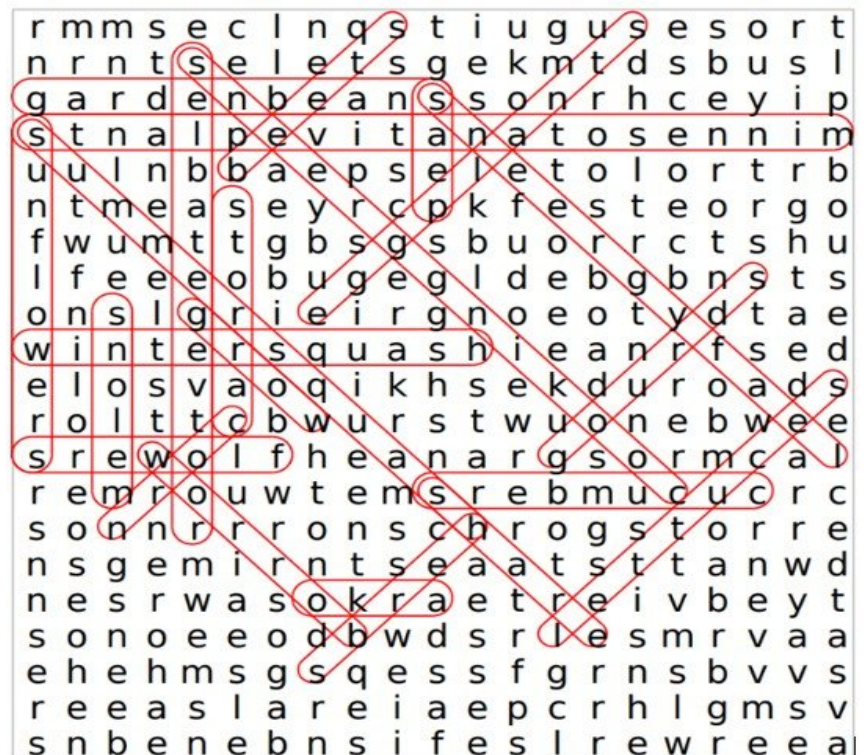 r m m s e c l n q s t i u g u s e s o r t
n r n t s e l e t s g e k m t d s b u s l
g a r d e n b e a n s s o n r h c e y i p
s t n a l p e v i t a n a t o s e n n i m
u u l n b b a e p s e l e t o l o r t r b
n t m e a s e y r c p k f e s t e o r g o
f w u m t t g b s g s b u o r r c t s h u
l f e e e o b u g e g l d e b g b n s t s
o n s l g r i e i r g n o e o t y d t a e
w i n t e r s q u a s h i e a n r f s e d
e l o s v a o q i k h s e k d u r o a d s
r o l t t c b w u r s t w u o n e b w e e
s r e w o l f h e a n a r g s o r m c a l
r e m r o u w t e m s r e b m u c u c r c
s o n n r r r o n s c h r o g s t o r r e
n s g e m i r n t s e a a t s t t a n w d
n e s r w a s o k r a e t r e i v b e y t
s o n o e e o d b w d s r l e s m r v a a
e h e h m s g s q e s s f g r n s b v v s
r e e a s l a r e i a e p c r h l g m s v
s n b e n e b n s i f e s l r e w r e e a